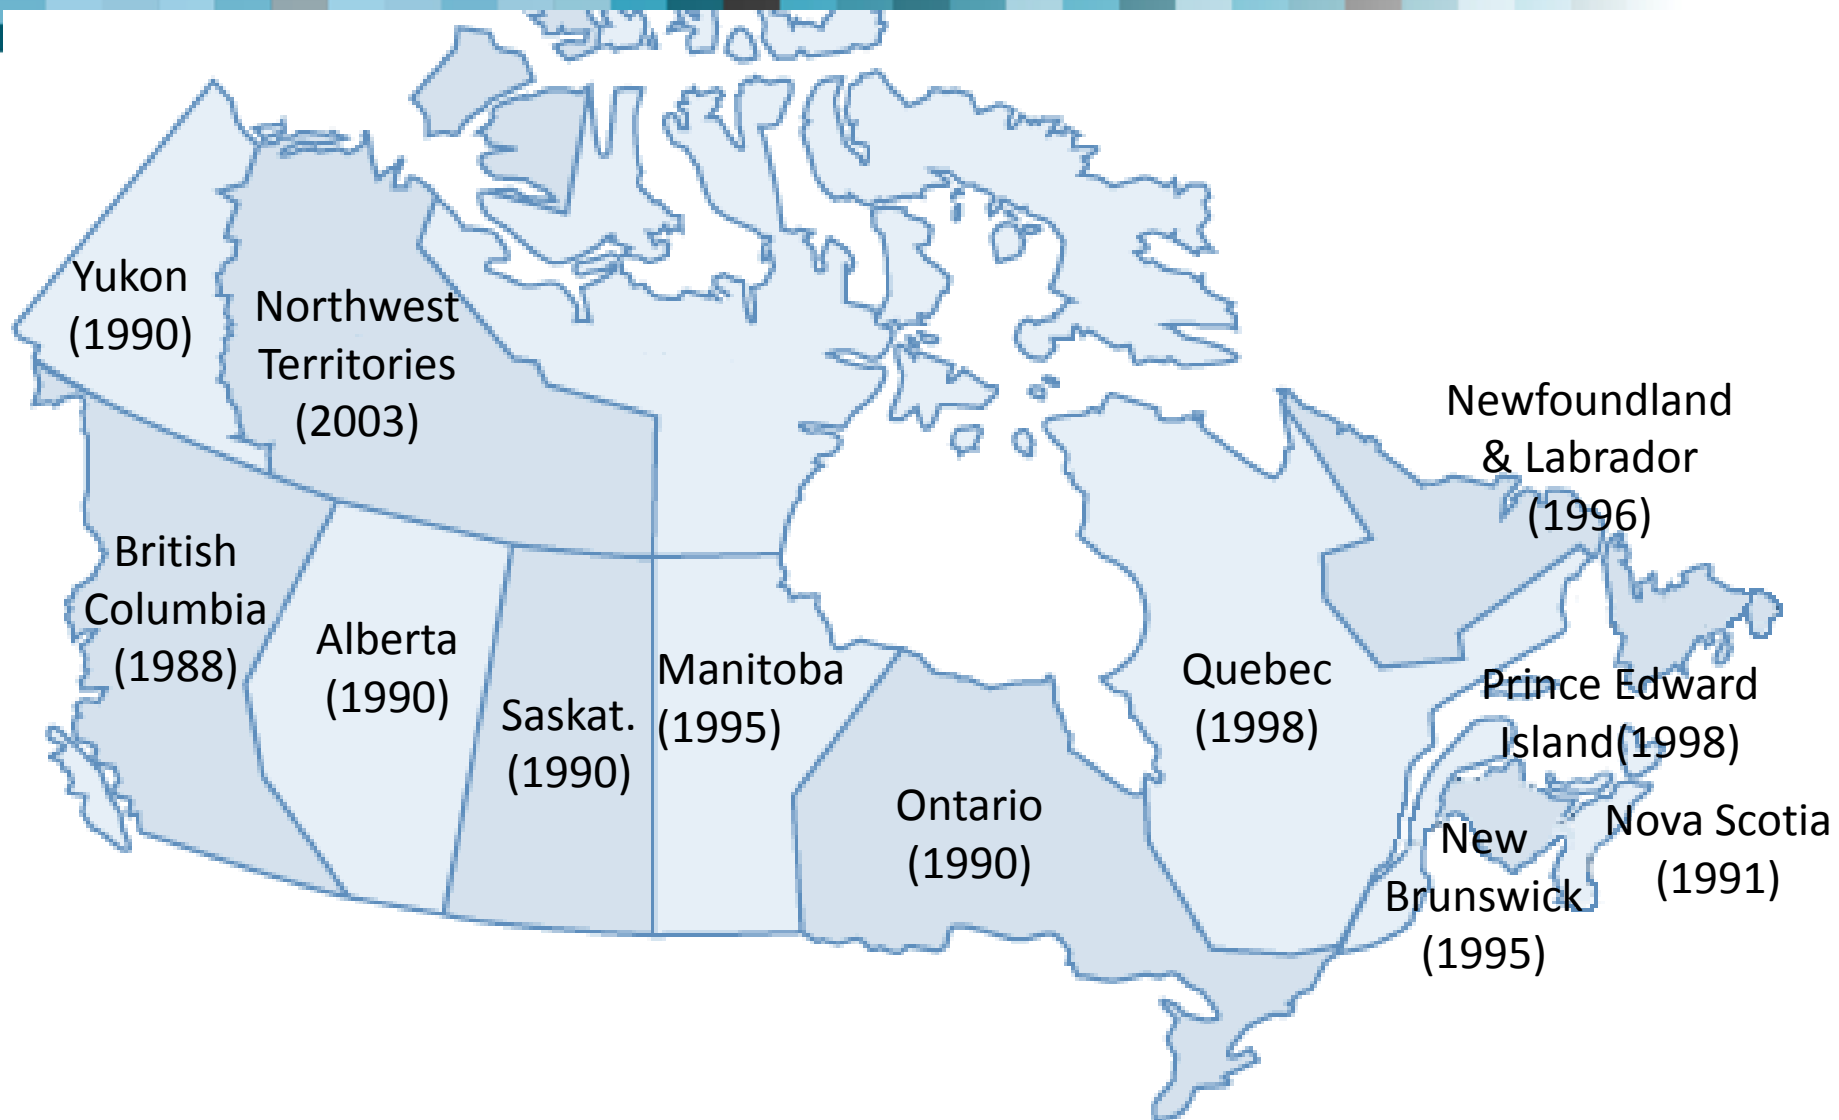 Yukon
(1990)
Northwest
Territories
(2003)
Newfoundland
& Labrador
(1996)
British
Columbia
(1988)
Alberta
(1990)
Saskat.
(1990)
Manitoba
(1995)
Ontario
(1990)
Quebec
(1998)
Prince Edward
Island(1998)
New
Brunswick
(1995)
Nova Scotia
(1991)